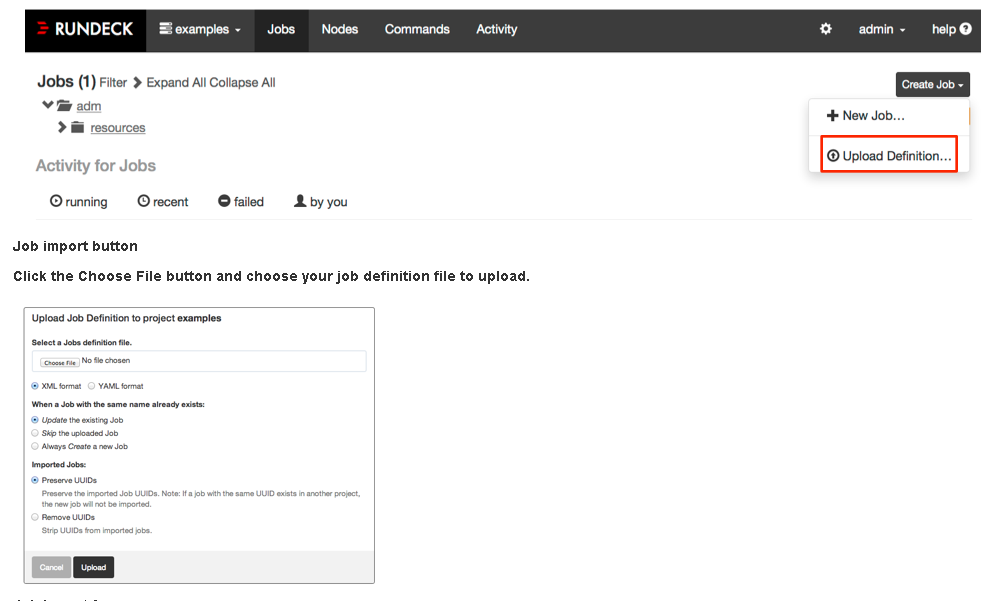 RUNDECK examples Jobs Nodes Commands Activity admin help
Jobs (1) Filter Expand All Collapse All
Create Job
adm
New Job...
resources
Upload Definition...
Activity for Jobs
running recent failed by you
Job import button
Click the Choose File button and choose your job definition file to upload.
Upload Job Definition to project examples
Select a Jobs definition file.
Choose File No file chosen
XML format YAML format
When a Job with the same name already exists:
Update the existing Job
Skip the uploaded Job
Always Create a new Job
Imported Jobs:
Preserve UUIDs
Preserve the imported Job UUIDs. Note: If a job with the same UUID exists in another project,
the new job will not be imported.
Remove UUIDs
Strip UUIDs from imported jobs.
Cancel Upload